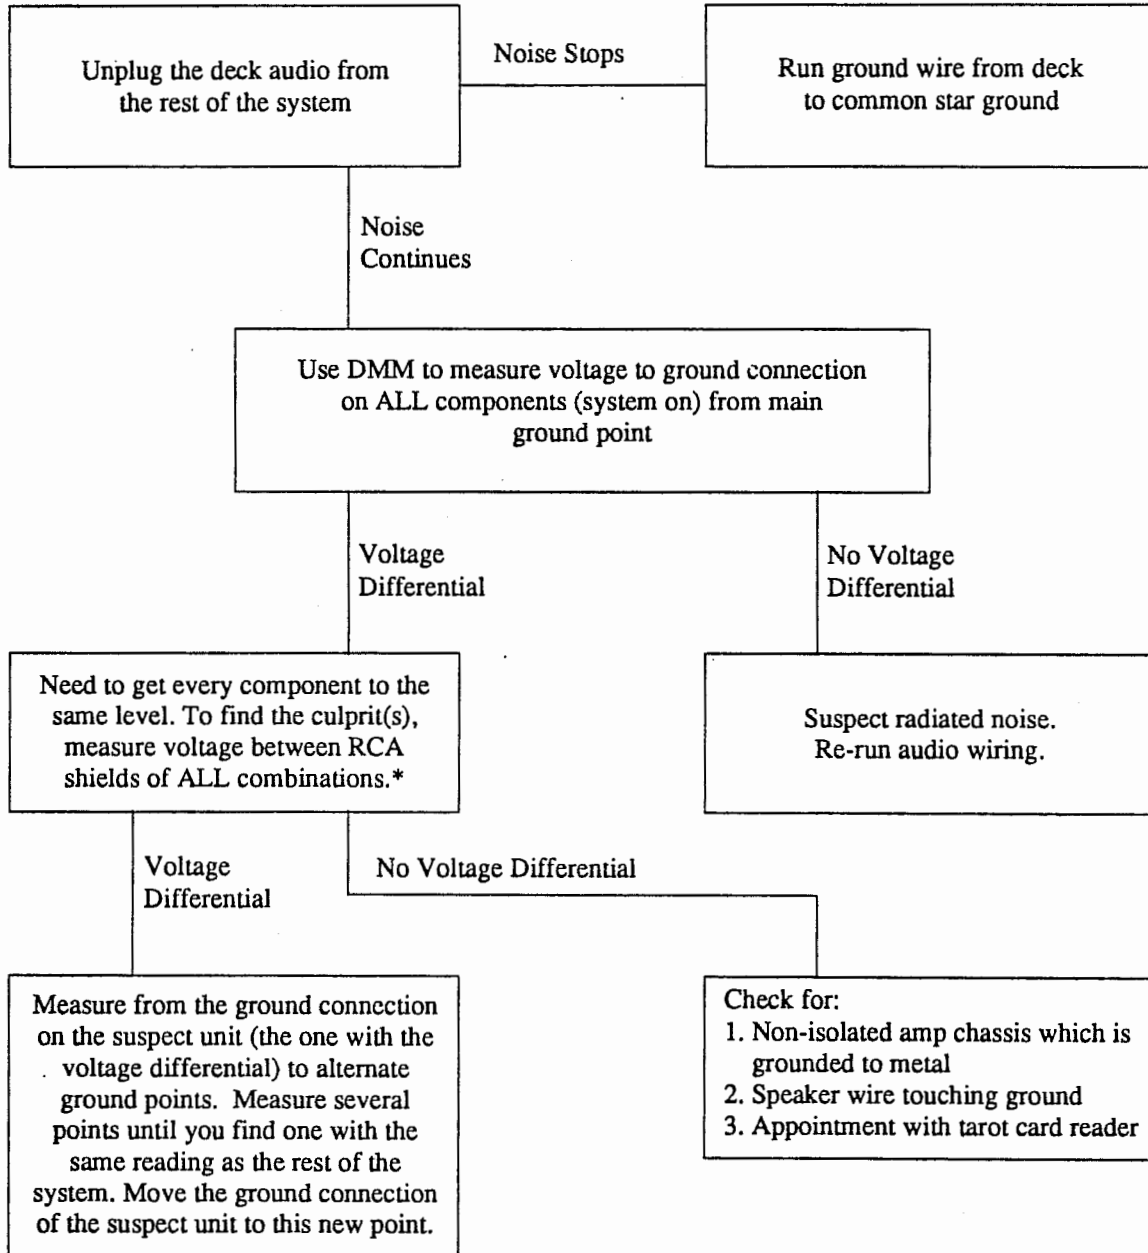 Unplug the deck audio from
the rest of the system
Noise Stops
Run ground wire from deck
to common star ground
Noise
Continues
Use DMM to measure voltage to ground connection
on ALL components (system on) from main
ground point
Voltage
Differential
No Voltage
Differential
Need to get every component to the
same level. To find the culprit(s),
measure voltage between RCA
shields of ALL combinations.*
Suspect radiated noise.
Re-run audio wiring.
Voltage
Differential
No Voltage Differential
Measure from the ground connection
on the suspect unit (the one with the
voltage differential) to alternate
ground points. Measure several
points until you find one with the
same reading as the rest of the
system. Move the ground connection
of the suspect unit to this new point.
Check for:
1. Non-isolated amp chassis which is
grounded to metal
2. Speaker wire touching ground
3. Appointment with tarot card reader